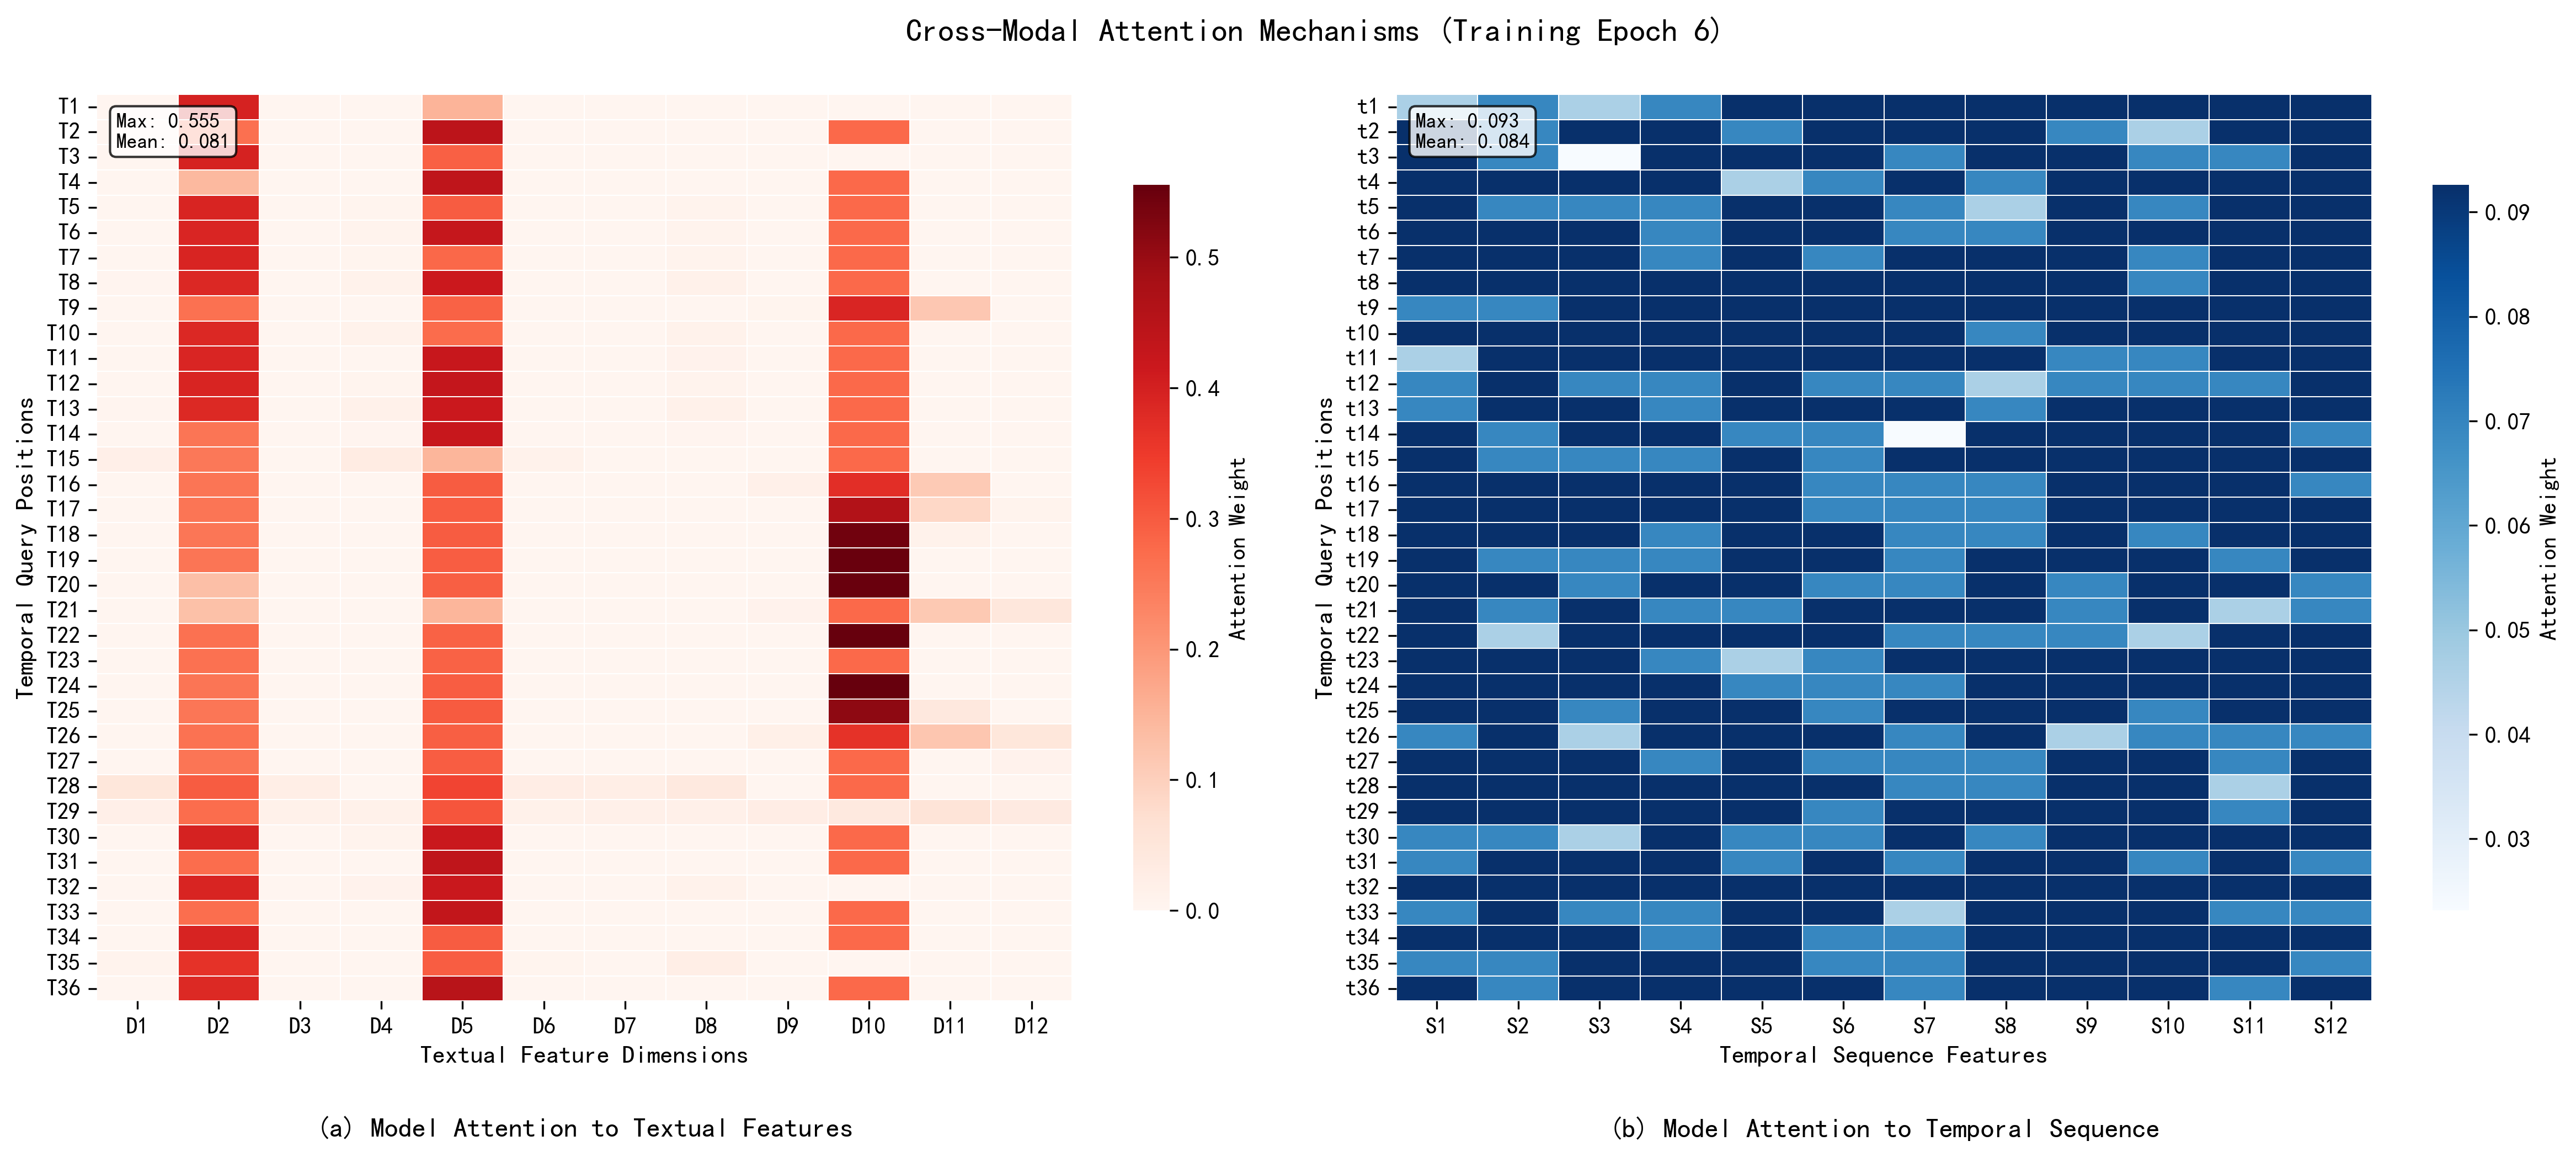 Cross-Modal Attention Mechanisms (Training Epoch 6)
Temporal Query Positions
T1
T2
T3
T4
T5
T6
T7
T8
T9
T10
T11
T12
T13
T14
T15
T16
T17
T18
T19
T20
T21
T22
T23
T24
T25
T26
T27
T28
T29
T30
T31
T32
T33
T34
T35
T36
Max: 0.555
Mean: 0.081
D1 D2 D3 D4 D5 D6 D7 D8 D9 D10 D11 D12
Textual Feature Dimensions
0.5
0.4
0.3
0.2
0.1
0.0
Attention Weight
(a) Model Attention to Textual Features
Temporal Query Positions
t1
t2
t3
t4
t5
t6
t7
t8
t9
t10
t11
t12
t13
t14
t15
t16
t17
t18
t19
t20
t21
t22
t23
t24
t25
t26
t27
t28
t29
t30
t31
t32
t33
t34
t35
t36
Max: 0.093
Mean: 0.084
S1 S2 S3 S4 S5 S6 S7 S8 S9 S10 S11 S12
Temporal Sequence Features
0.09
0.08
0.07
0.06
0.05
0.04
0.03
Attention Weight
(b) Model Attention to Temporal Sequence